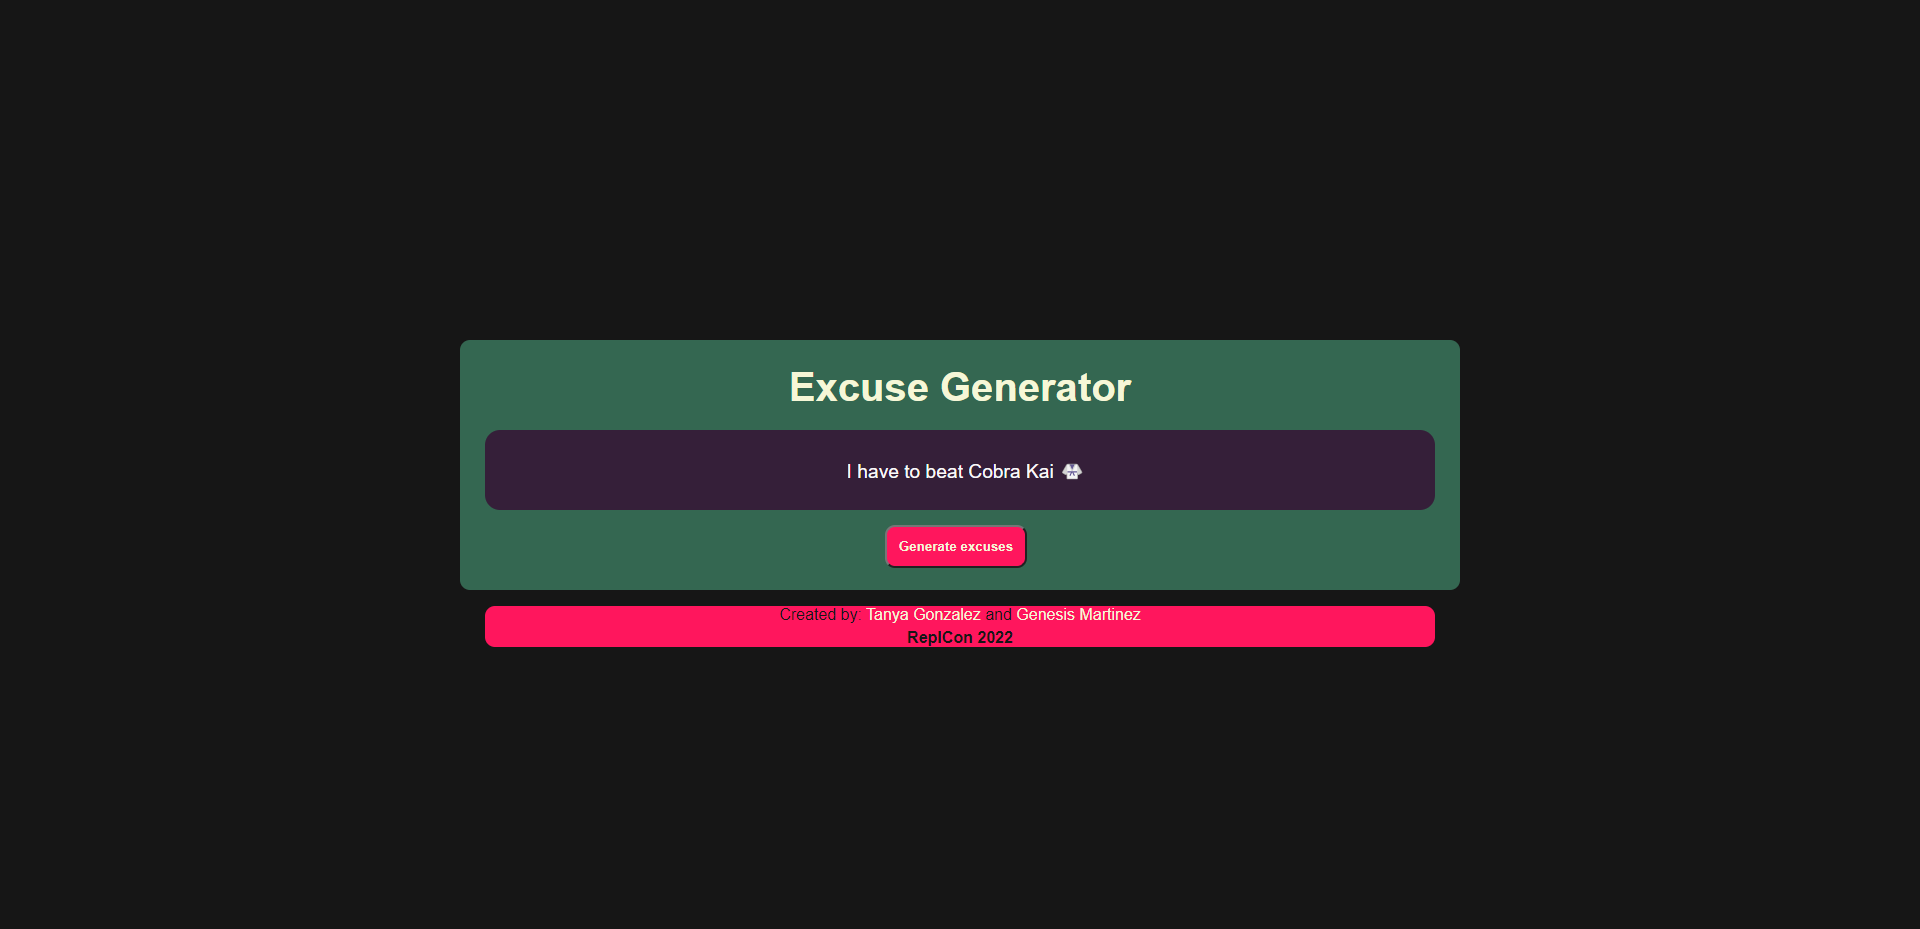 Excuse Generator
I have to beat Cobra Kai 🥋
Generate excuses
Created by: Tanya Gonzalez and Genesis Martinez
ReplCon 2022